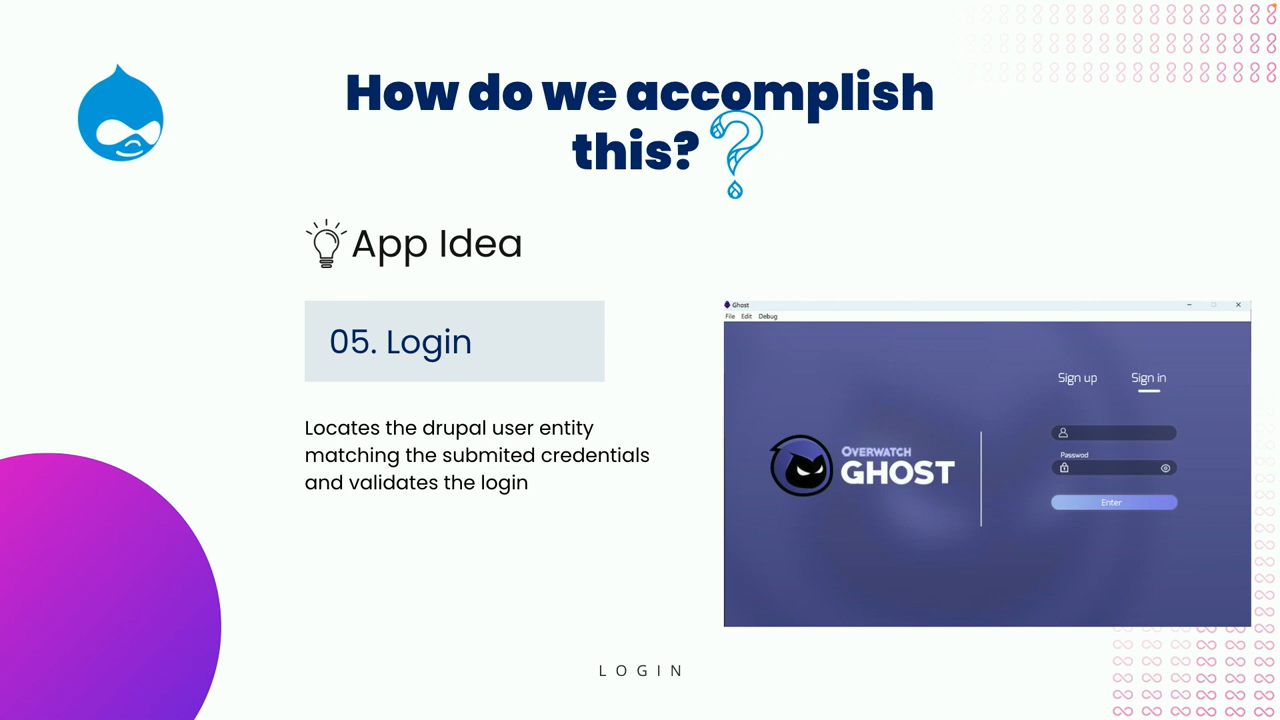 How do we accomplish
this?
App Idea
05. Login
Locates the drupal user entity
matching the submited credentials
and validates the login
Ghost
File Edit Debug
Sign up Sign in
OVERWATCH
GHOST
Passwod
Enter
LOGIN